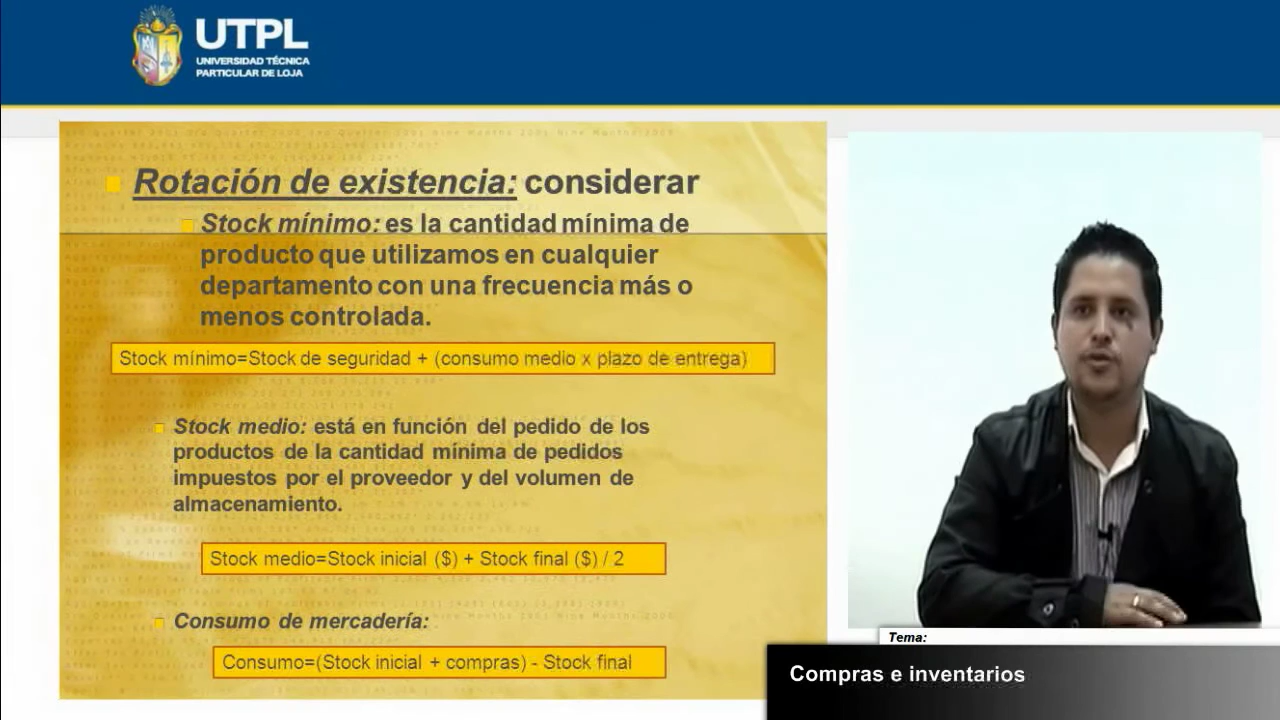 UTPL
UNIVERSIDAD TÉCNICA
PARTICULAR DE LOJA
Rotación de existencia: considerar
Stock mínimo: es la cantidad mínima de
producto que utilizamos en cualquier
departamento con una frecuencia más o
menos controlada.
Stock mínimo=Stock de seguridad + (consumo medio x plazo de entrega)
Stock medio: está en función del pedido de los
productos de la cantidad mínima de pedidos
impuestos por el proveedor y del volumen de
almacenamiento.
Stock medio=Stock inicial ($) + Stock final ($) / 2
Consumo de mercadería:
Consumo=(Stock inicial + compras) - Stock final
Tema:
Compras e inventarios